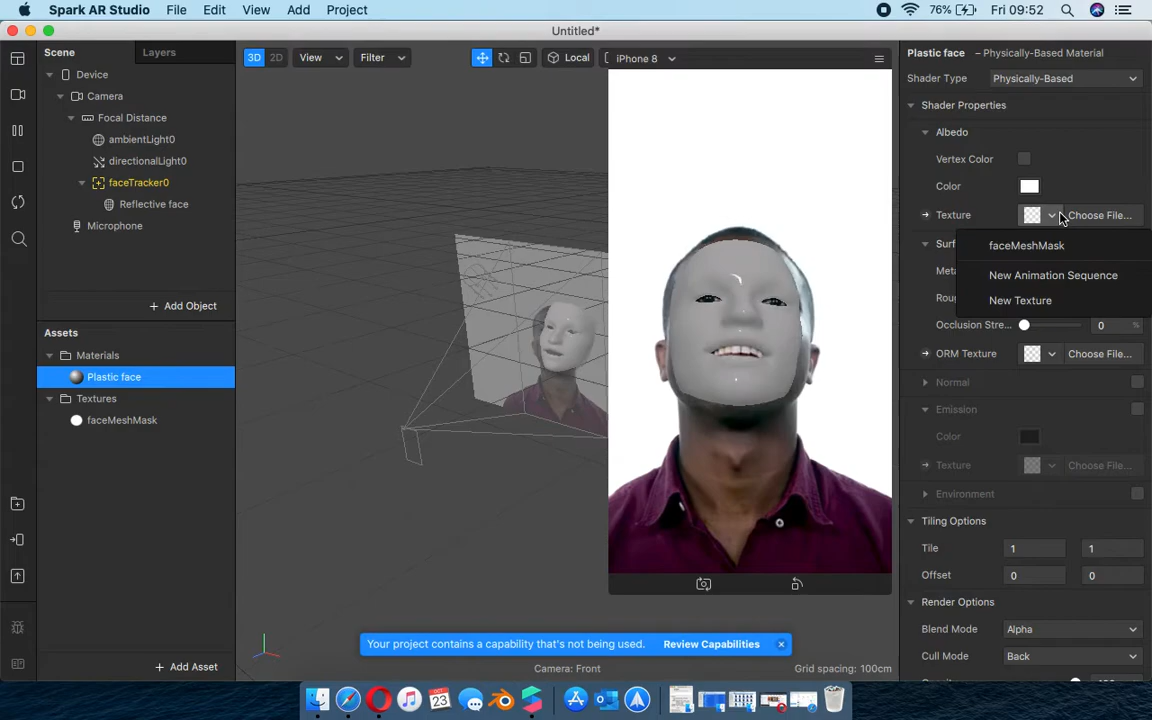 Spark AR Studio File Edit View Add Project 76% Fri 09:52
Untitled*
Scene Layers
Device
Camera
Focal Distance
ambientLight0
directionalLight0
faceTracker0
Reflective face
Microphone
+ Add Object
Assets
Materials
Plastic face
Textures
faceMeshMask
+ Add Asset
3D 2D View Filter Local iPhone 8
Your project contains a capability that's not being used. Review Capabilities
Camera: Front Grid spacing: 100cm
Plastic face – Physically-Based Material
Shader Type Physically-Based
Shader Properties
Albedo
Vertex Color
Color
Texture Choose File...
faceMeshMask
New Animation Sequence
New Texture
Occlusion Stre... 0 %
ORM Texture Choose File...
Normal
Emission
Color
Texture Choose File...
Environment
Tiling Options
Tile 1 1
Offset 0 0
Render Options
Blend Mode Alpha
Cull Mode Back
OCT
23